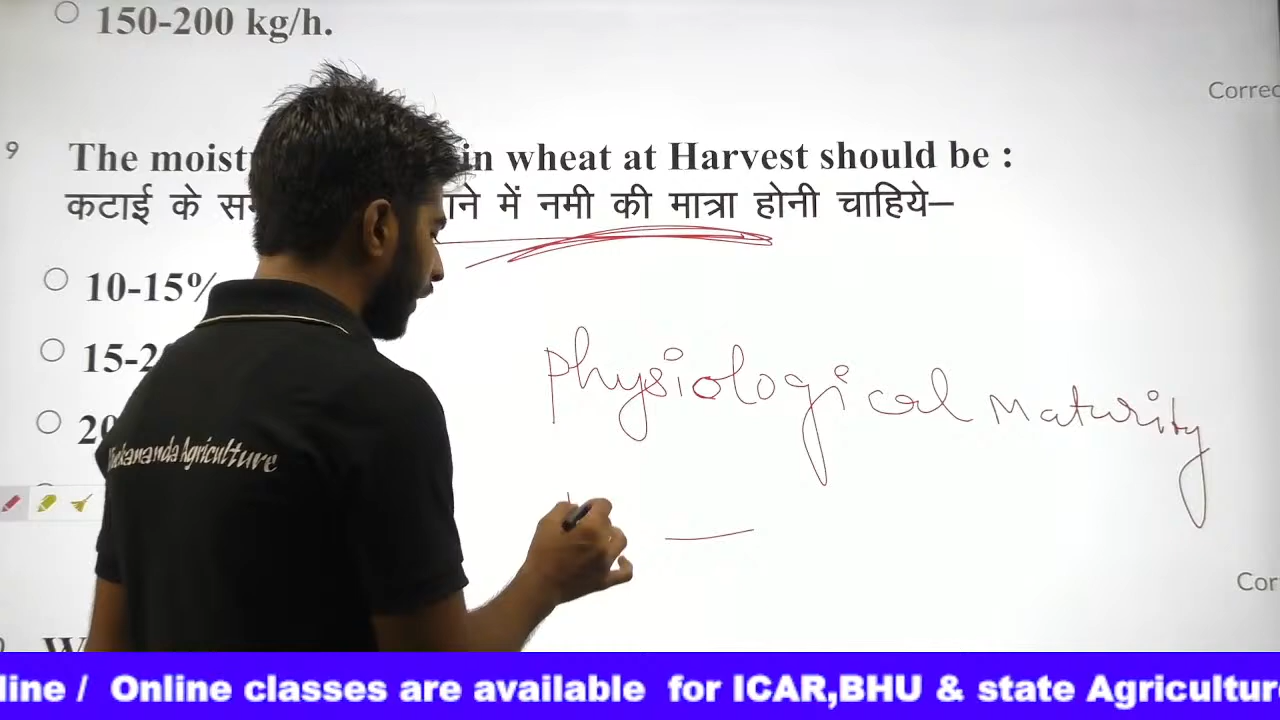 150-200 kg/h.
Correc
9 The moist in wheat at Harvest should be :
कटाई के स ाने में नमी की मात्रा होनी चाहिये–
10-15%
15-2
20
Physiological Maturity
Vivekananda Agriculture
Cor
W
line / Online classes are available for ICAR,BHU & state Agricultur